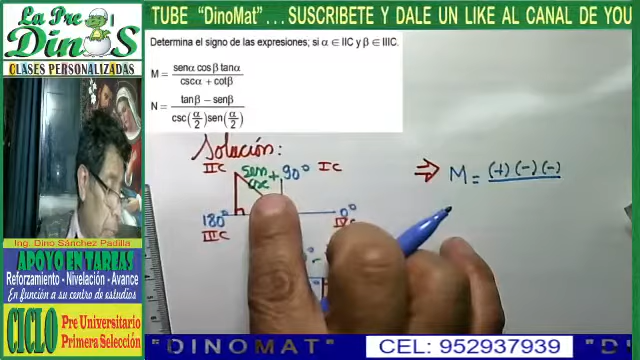 TUBE "DinoMat"... SUSCRIBETE Y DALE UN LIKE AL CANAL DE YOU
La Pre
DinoS
CLASES PERSONALIZADAS
Determina el signo de las expresiones; si α ∈ IIC y β ∈ IIIC.
M = senα cosβ tanα / cscα + cotβ
N = tanβ − senβ / csc(α/2)sen(α/2)
Solución:
IIC sen csc + 90° IC
180° 0°
IIIC IVC
⇒ M = (+) (−) (−)
Ing. Dino Sánchez Padilla
APOYO EN TAREAS
Reforzamiento - Nivelación - Avance
En función a su centro de estudios
CICLO Pre Universitario
Primera Selección
"DINOMAT" CEL: 952937939 "D